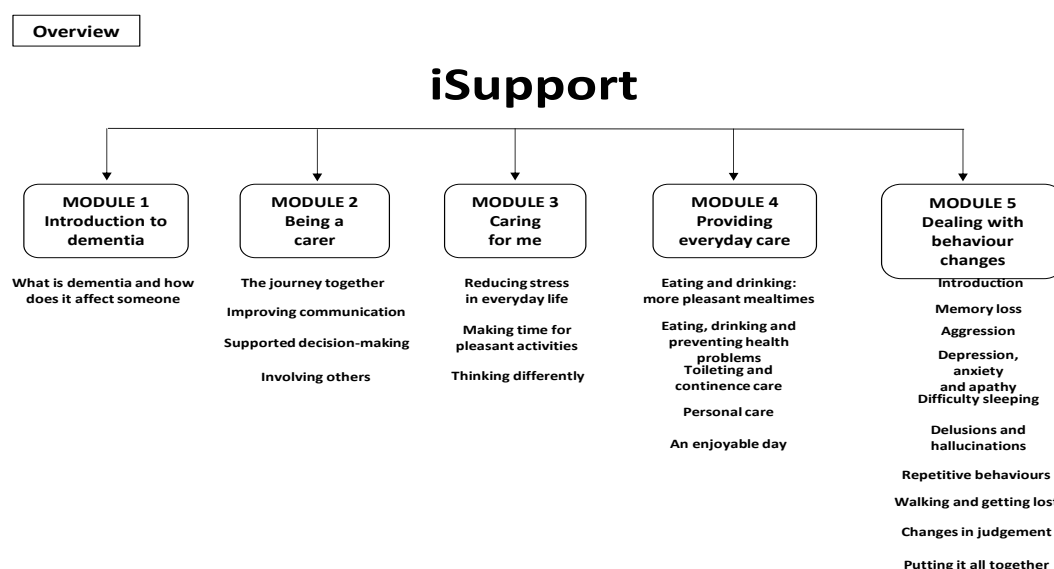 Overview
iSupport
MODULE 1
Introduction to
dementia
What is dementia and how
does it affect someone
MODULE 2
Being a
carer
The journey together
Improving communication
Supported decision-making
Involving others
MODULE 3
Caring
for me
Reducing stress
in everyday life
Making time for
pleasant activities
Thinking differently
MODULE 4
Providing
everyday care
Eating and drinking:
more pleasant mealtimes
Eating, drinking and
preventing health
problems
Toileting and
continence care
Personal care
An enjoyable day
MODULE 5
Dealing with
behaviour
changes
Introduction
Memory loss
Aggression
Depression,
anxiety
and apathy
Difficulty sleeping
Delusions and
hallucinations
Repetitive behaviours
Walking and getting lost
Changes in judgement
Putting it all together